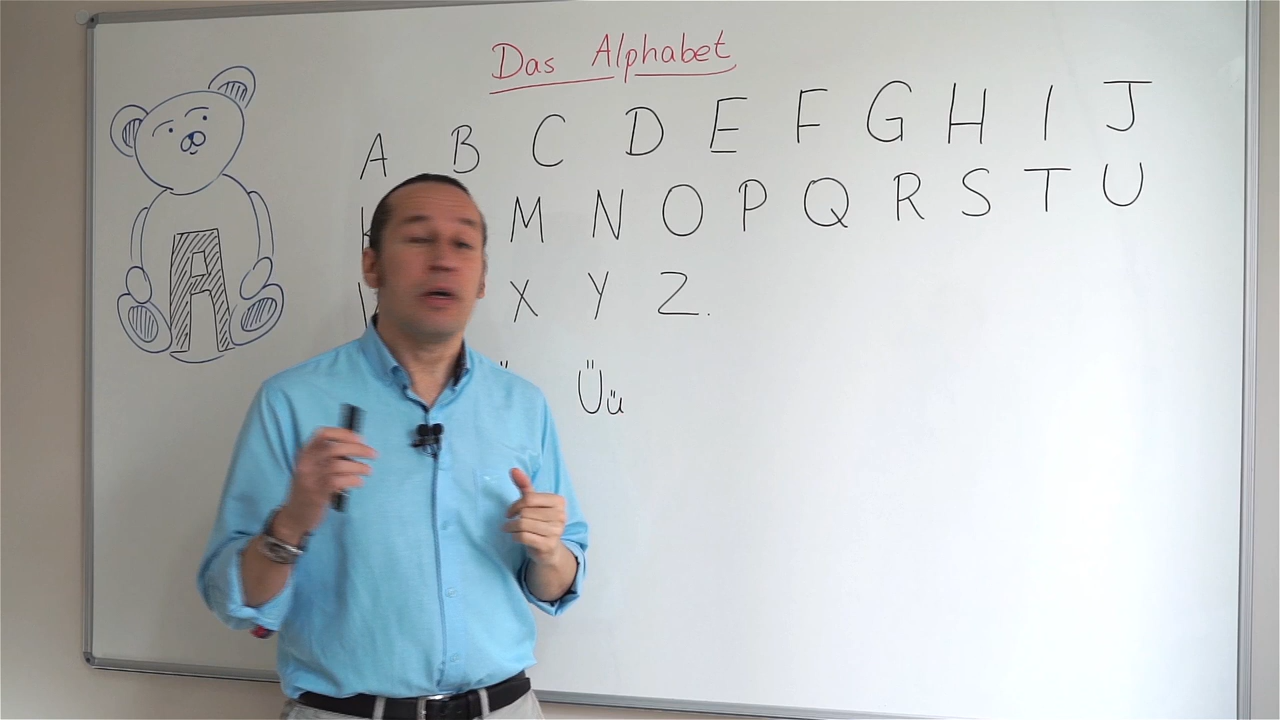 Das Alphabet
A B C D E F G H I J
K M N O P Q R S T U
X Y Z.
Üü
A